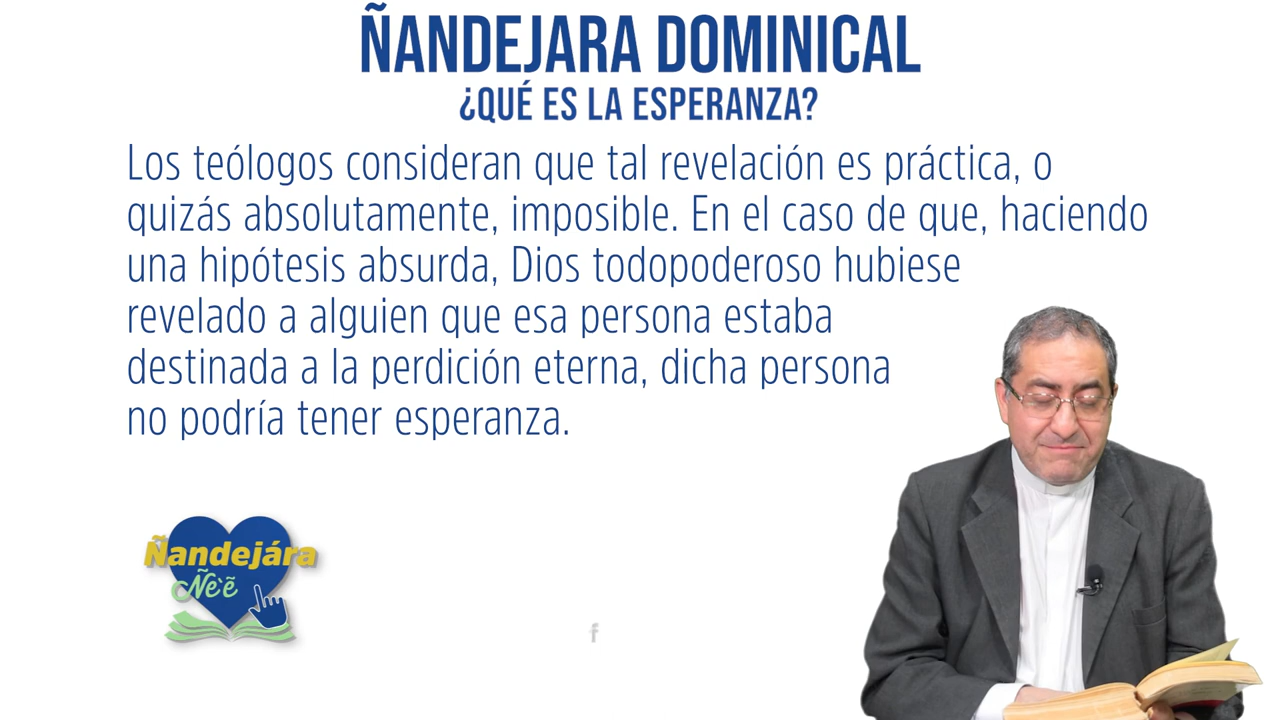 ÑANDEJARA DOMINICAL
¿QUÉ ES LA ESPERANZA?
Los teólogos consideran que tal revelación es práctica, o
quizás absolutamente, imposible. En el caso de que, haciendo
una hipótesis absurda, Dios todopoderoso hubiese
revelado a alguien que esa persona estaba
destinada a la perdición eterna, dicha persona
no podría tener esperanza.
Ñandejára
Ñe'ẽ
f